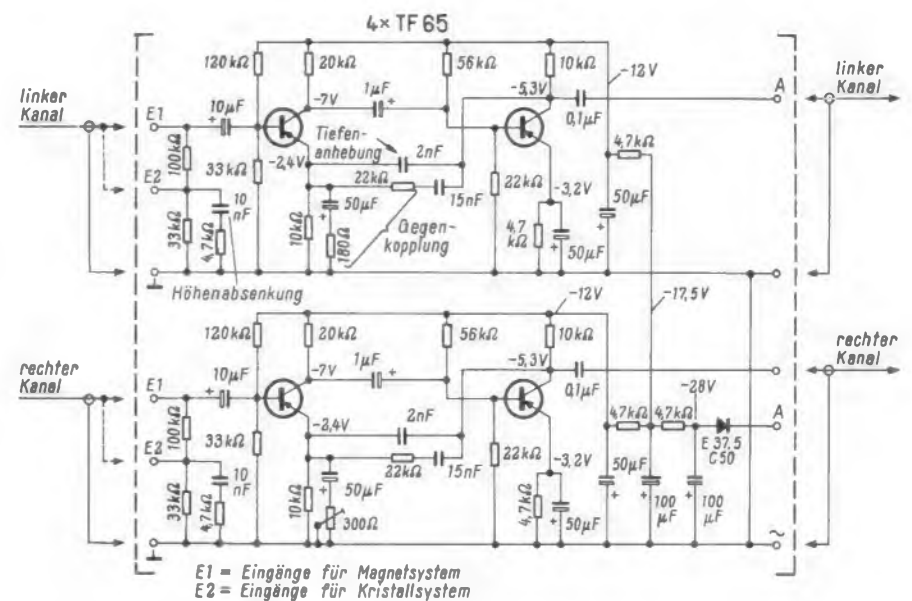 4× TF 65
120kΩ
20kΩ
56kΩ
10kΩ
-12V
linker
Kanal
linker
Kanal
E1
10µF
+
-7V
1µF
+
-5,3V
0,1µF
A
Tiefen-
anhebung
2nF
4,7kΩ
100kΩ
33kΩ
-2,4V
22kΩ
15nF
22kΩ
-3,2V
50µF
+
E2
10
nF
50µF
+
Gegen-
kopplung
33kΩ
4,7kΩ
10kΩ
180Ω
4,7
kΩ
+
50µF
Höhenabsenkung
-12V
-17,5V
120kΩ
20kΩ
56kΩ
10kΩ
rechter
Kanal
rechter
Kanal
E1
10µF
+
-7V
1µF
+
-5,3V
0,1µF
-28V
A
2nF
4,7kΩ
4,7kΩ
E 37,5
C50
100kΩ
33kΩ
-2,4V
22kΩ
15nF
22kΩ
-3,2V
E2
10
nF
50µF
+
50µF
+
100
µF
+
100
µF
+
33kΩ
4,7kΩ
10kΩ
300Ω
4,7kΩ
+
50µF
~
E1 = Eingänge für Magnetsystem
E2 = Eingänge für Kristallsystem